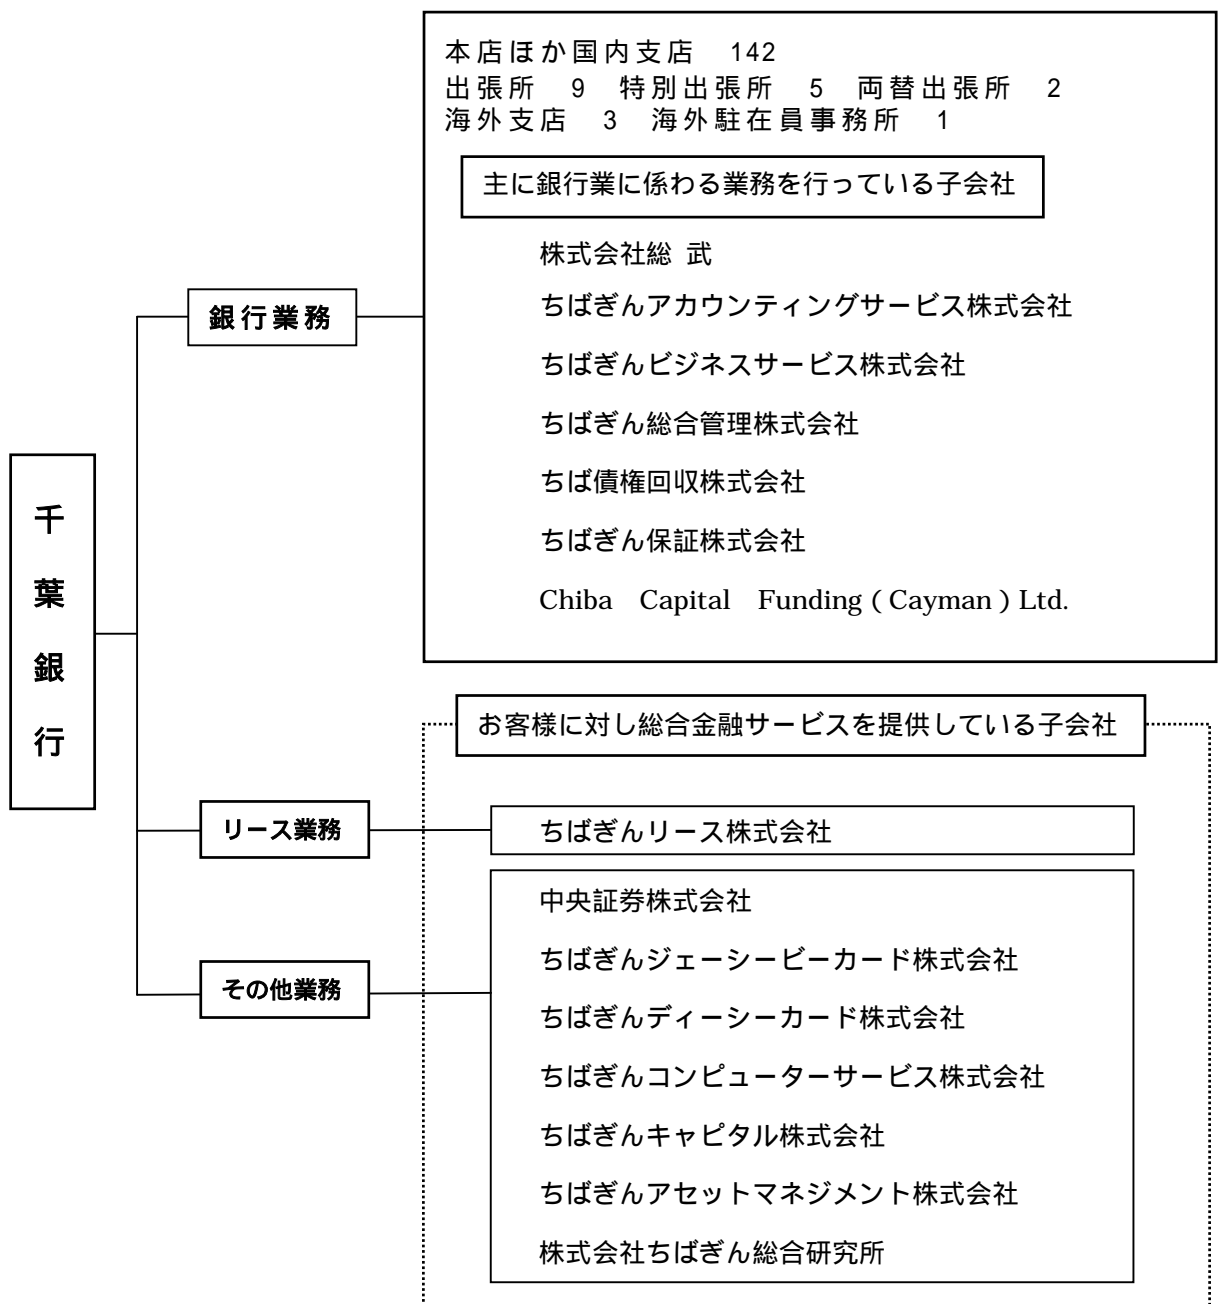 千葉銀行
銀行業務
本店ほか国内支店 142
出張所 9 特別出張所 5 両替出張所 2
海外支店 3 海外駐在員事務所 1
主に銀行業に係わる業務を行っている子会社
株式会社総 武
ちばぎんアカウンティングサービス株式会社
ちばぎんビジネスサービス株式会社
ちばぎん総合管理株式会社
ちば債権回収株式会社
ちばぎん保証株式会社
Chiba Capital Funding ( Cayman ) Ltd.
お客様に対し総合金融サービスを提供している子会社
リース業務
ちばぎんリース株式会社
その他業務
中央証券株式会社
ちばぎんジェーシービーカード株式会社
ちばぎんディーシーカード株式会社
ちばぎんコンピューターサービス株式会社
ちばぎんキャピタル株式会社
ちばぎんアセットマネジメント株式会社
株式会社ちばぎん総合研究所